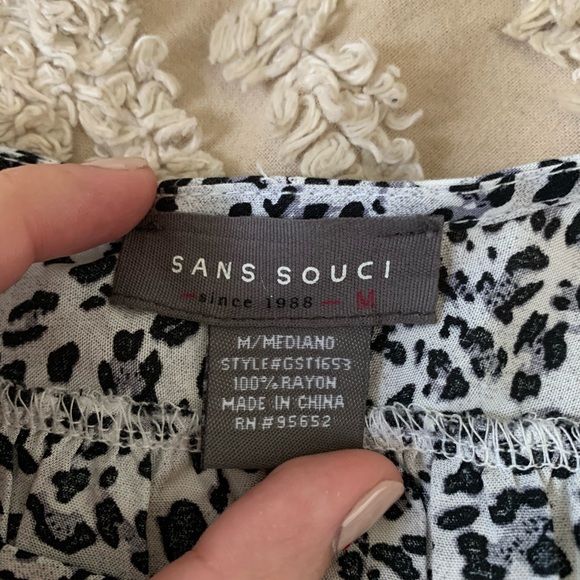 SANS SOUCI
since 1988 M
M/MEDIANO
STYLE#GST1653
100%RAYON
MADE IN CHINA
RN #95652